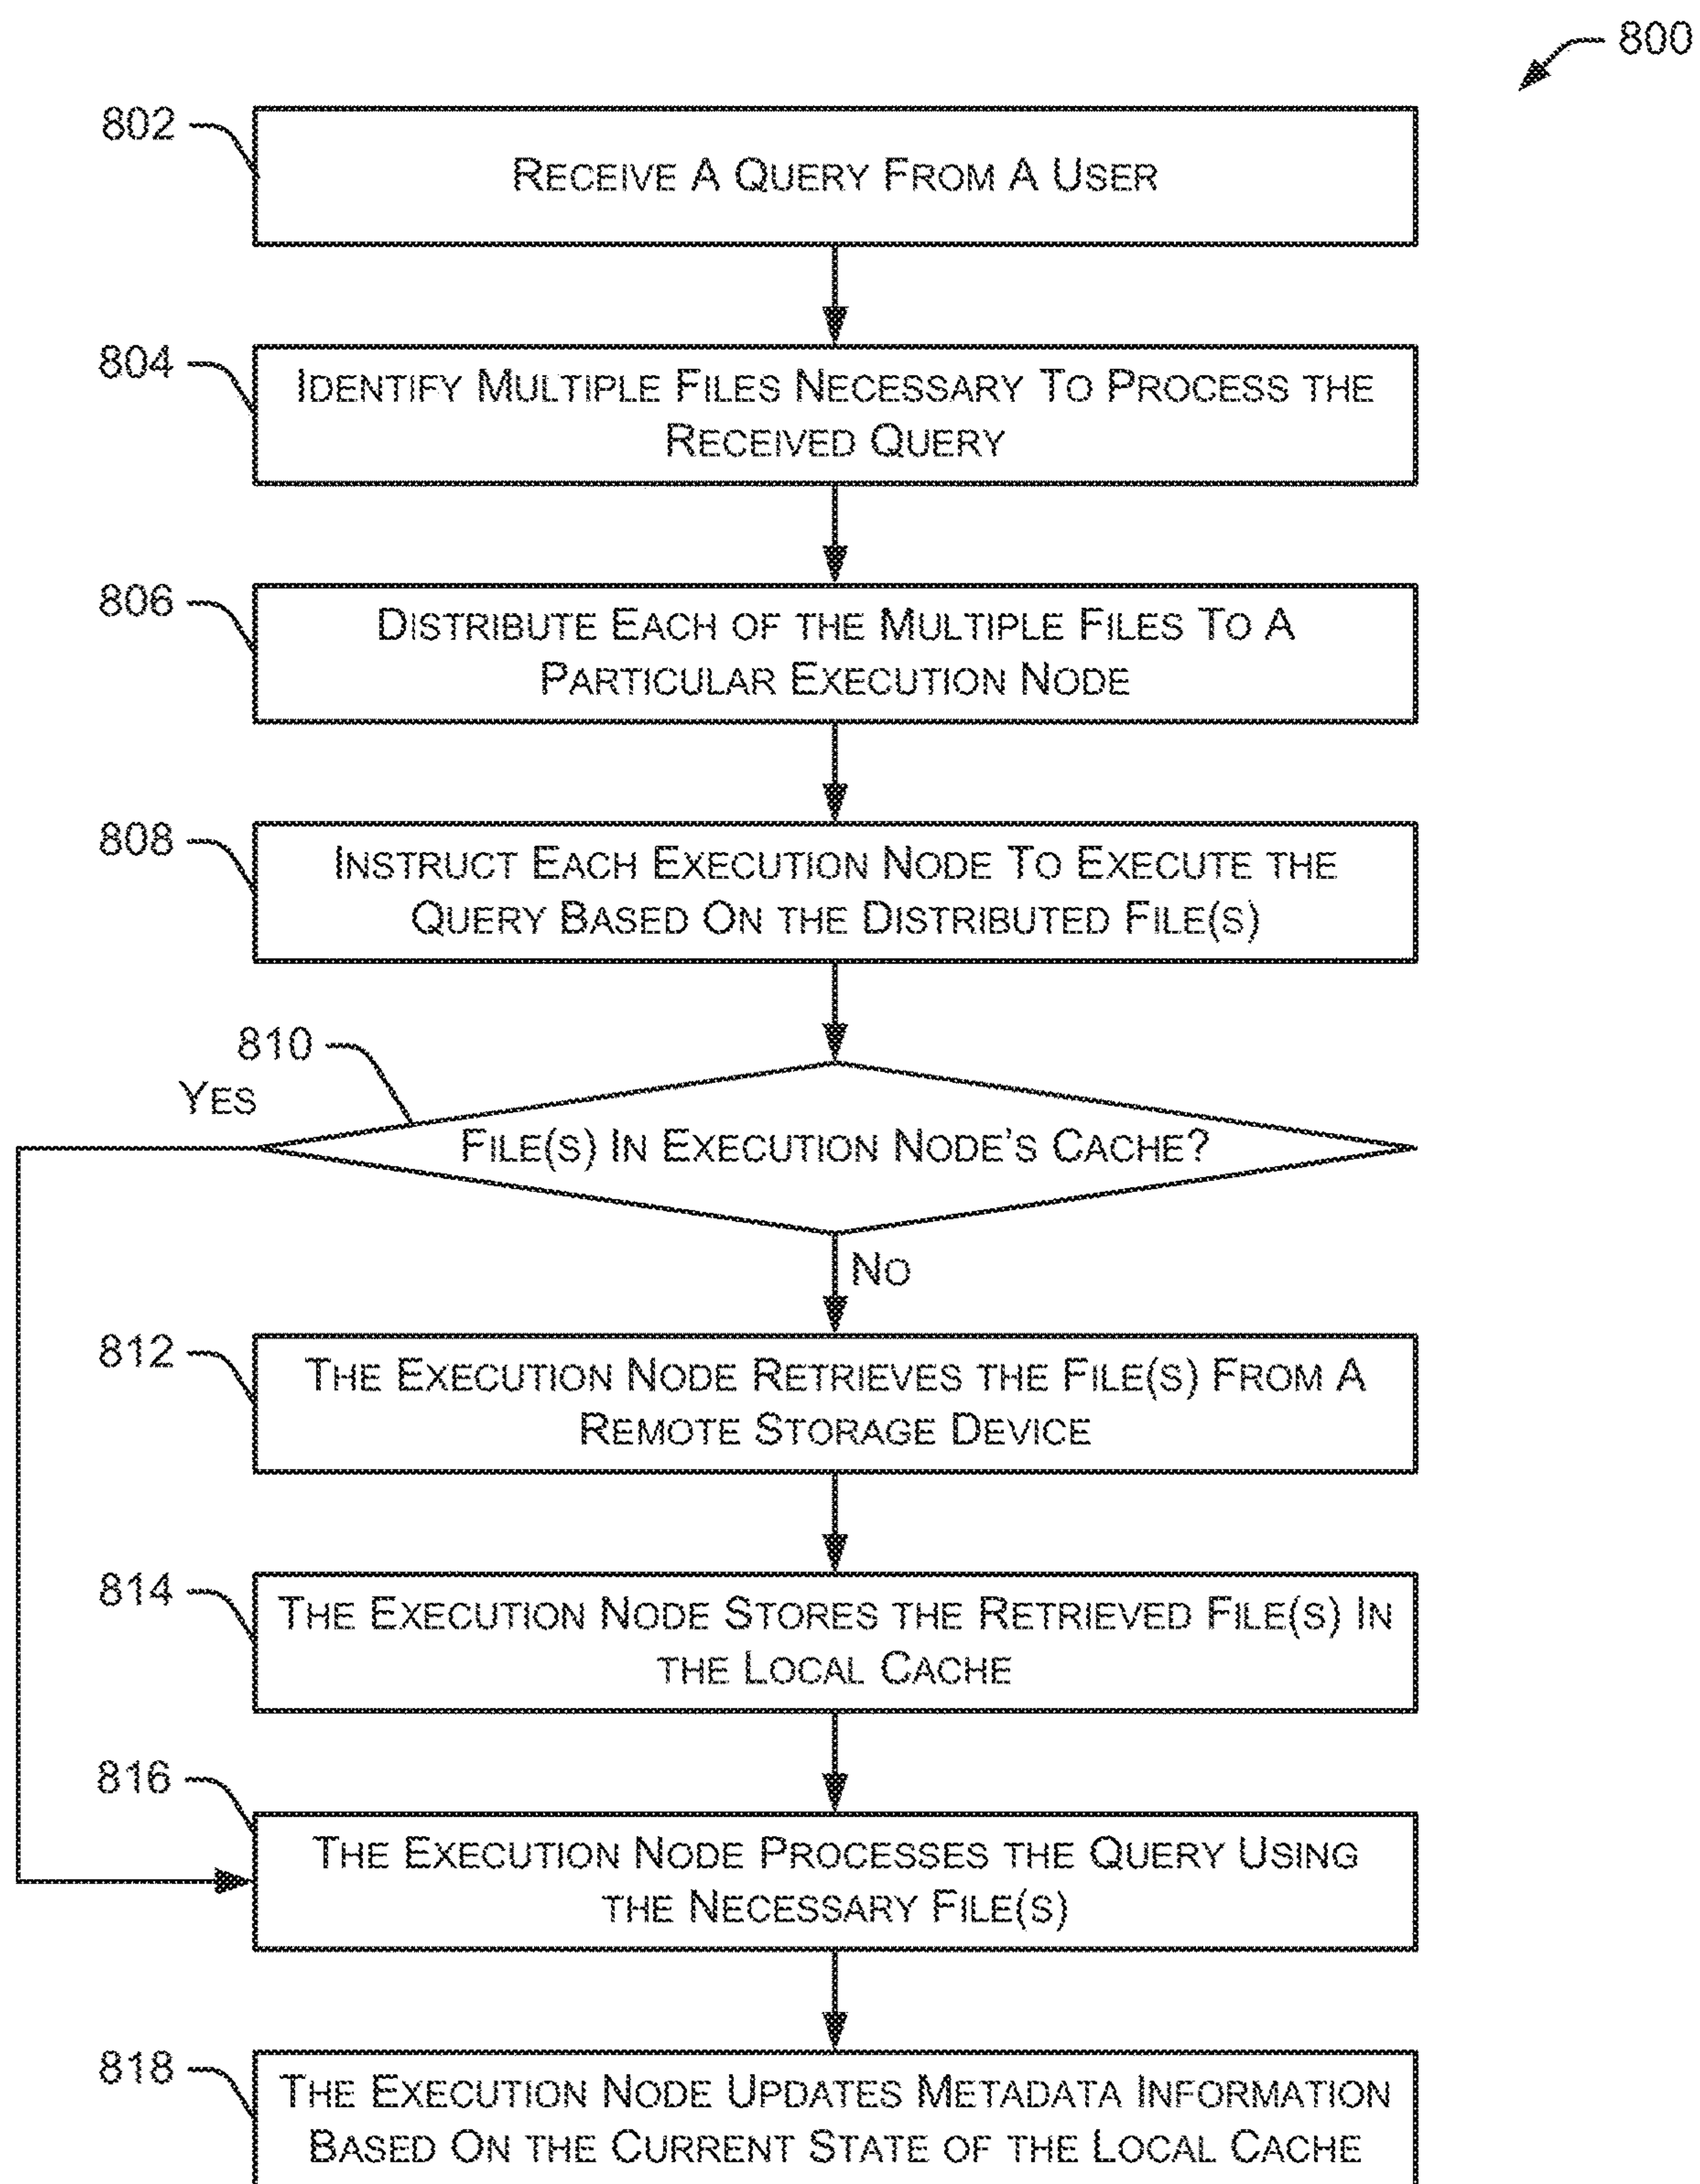 800
802
RECEIVE A QUERY FROM A USER
804
IDENTIFY MULTIPLE FILES NECESSARY TO PROCESS THE
RECEIVED QUERY
806
DISTRIBUTE EACH OF THE MULTIPLE FILES TO A
PARTICULAR EXECUTION NODE
808
INSTRUCT EACH EXECUTION NODE TO EXECUTE THE
QUERY BASED ON THE DISTRIBUTED FILE(S)
810
YES
FILE(S) IN EXECUTION NODE'S CACHE?
NO
812
THE EXECUTION NODE RETRIEVES THE FILE(S) FROM A
REMOTE STORAGE DEVICE
814
THE EXECUTION NODE STORES THE RETRIEVED FILE(S) IN
THE LOCAL CACHE
816
THE EXECUTION NODE PROCESSES THE QUERY USING
THE NECESSARY FILE(S)
818
THE EXECUTION NODE UPDATES METADATA INFORMATION
BASED ON THE CURRENT STATE OF THE LOCAL CACHE